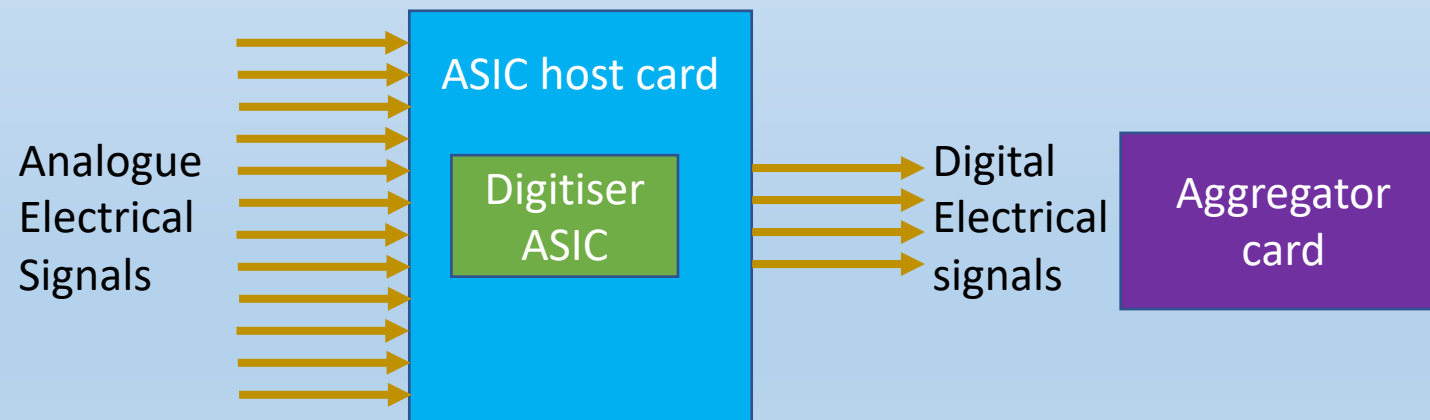 Analogue
Electrical
Signals
ASIC host card
Digitiser
ASIC
Digital
Electrical
signals
Aggregator
card